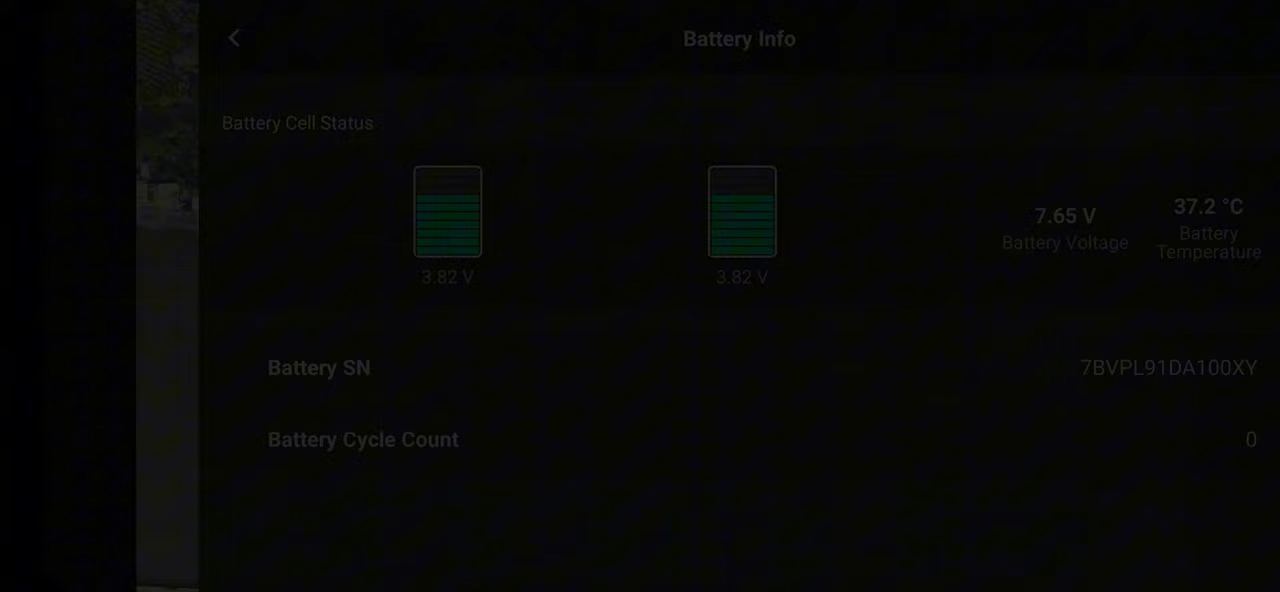 Battery Info
Battery Cell Status
3.82 V
3.82 V
7.65 V
Battery Voltage
37.2 °C
Battery
Temperature
Battery SN
7BVPL91DA100XY
Battery Cycle Count
0